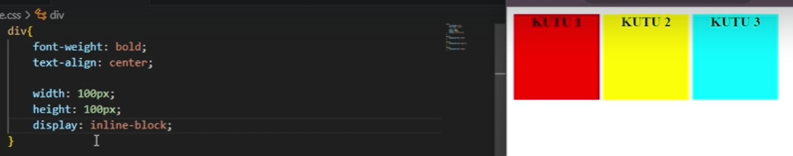 e.css > div
div{
font-weight: bold;
text-align: center;
width: 100px;
height: 100px;
display: inline-block;
}
KUTU 1 KUTU 2 KUTU 3